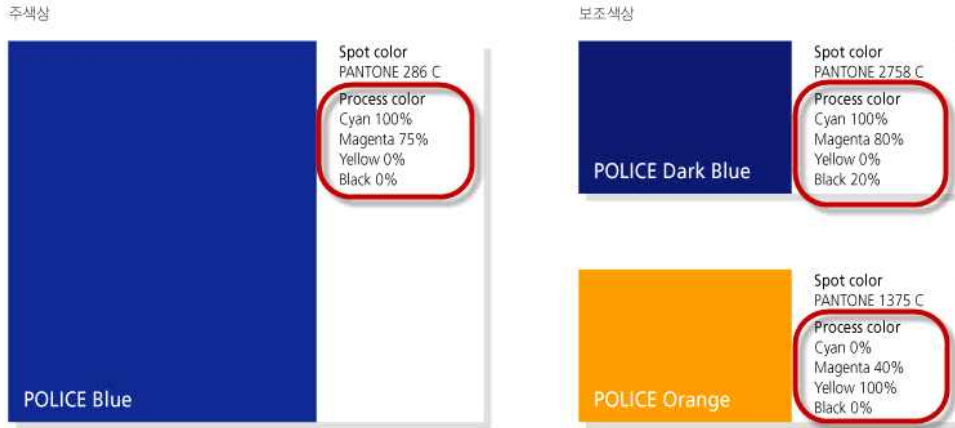 주색상
POLICE Blue
Spot color
PANTONE 286 C
Process color
Cyan 100%
Magenta 75%
Yellow 0%
Black 0%
보조색상
POLICE Dark Blue
Spot color
PANTONE 2758 C
Process color
Cyan 100%
Magenta 80%
Yellow 0%
Black 20%
POLICE Orange
Spot color
PANTONE 1375 C
Process color
Cyan 0%
Magenta 40%
Yellow 100%
Black 0%